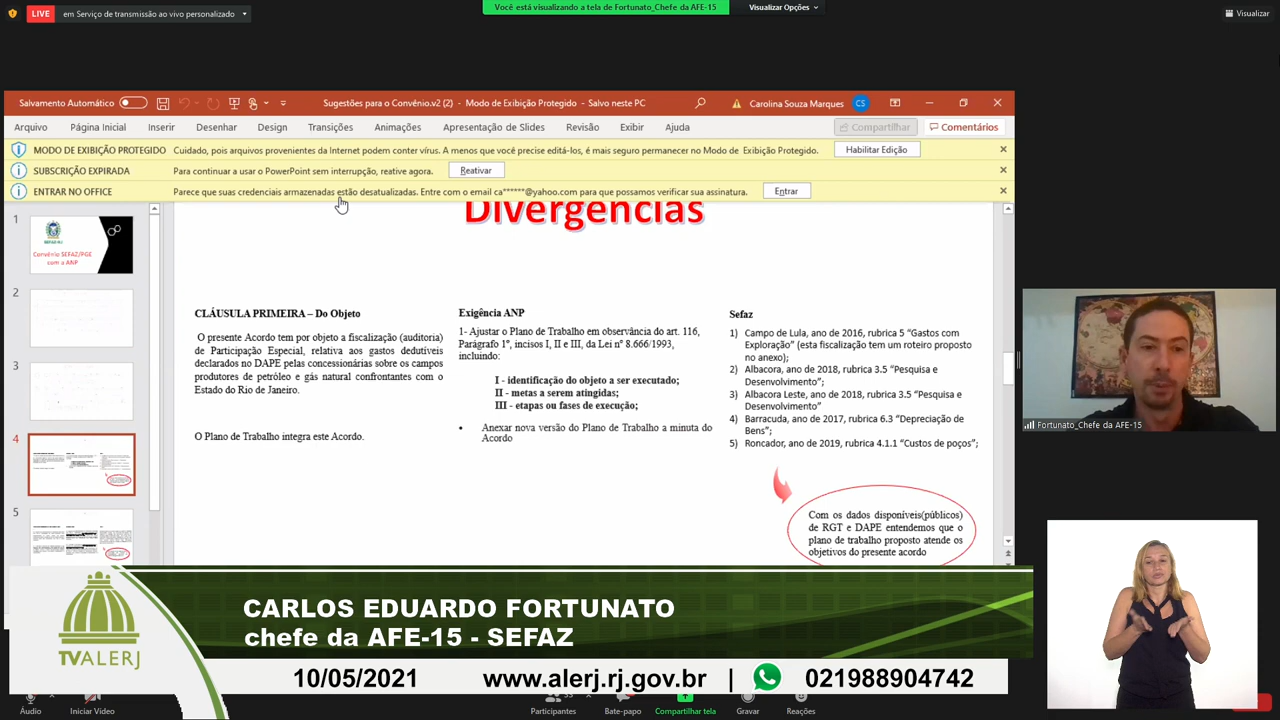 LIVE
em Serviço de transmissão ao vivo personalizado
Você está visualizando a tela de Fortunato_Chefe da AFE-15
Visualizar Opções
Visualizar
Salvamento Automático
Sugestões para o Convênio.v2 (2) - Modo de Exibição Protegido - Salvo neste PC
Carolina Souza Marques
CS
Arquivo
Página Inicial
Inserir
Desenhar
Design
Transições
Animações
Apresentação de Slides
Revisão
Exibir
Ajuda
Compartilhar
Comentários
MODO DE EXIBIÇÃO PROTEGIDO
Cuidado, pois arquivos provenientes da Internet podem conter vírus. A menos que você precise editá-los, é mais seguro permanecer no Modo de Exibição Protegido.
Habilitar Edição
SUBSCRIÇÃO EXPIRADA
Para continuar a usar o PowerPoint sem interrupção, reative agora.
Reativar
ENTRAR NO OFFICE
Parece que suas credenciais armazenadas estão desatualizadas. Entre com o email ca******@yahoo.com para que possamos verificar sua assinatura.
Entrar
1
SEFAZ-RJ
Convênio SEFAZ/PGE
com a ANP
2
3
4
5
Divergências
CLÁUSULA PRIMEIRA – Do Objeto
O presente Acordo tem por objeto a fiscalização (auditoria)
de Participação Especial, relativa aos gastos dedutíveis
declarados no DAPE pelas concessionárias sobre os campos
produtores de petróleo e gás natural confrontantes com o
Estado do Rio de Janeiro.
O Plano de Trabalho integra este Acordo.
Exigência ANP
1- Ajustar o Plano de Trabalho em observância do art. 116,
Parágrafo 1º, incisos I, II e III, da Lei nº 8.666/1993,
incluindo:
I - identificação do objeto a ser executado;
II - metas a serem atingidas;
III - etapas ou fases de execução;
• Anexar nova versão do Plano de Trabalho a minuta do
Acordo
Sefaz
1) Campo de Lula, ano de 2016, rubrica 5 “Gastos com
Exploração” (esta fiscalização tem um roteiro proposto
no anexo);
2) Albacora, ano de 2018, rubrica 3.5 “Pesquisa e
Desenvolvimento”;
3) Albacora Leste, ano de 2018, rubrica 3.5 “Pesquisa e
Desenvolvimento”
4) Barracuda, ano de 2017, rubrica 6.3 “Depreciação de
Bens”;
5) Roncador, ano de 2019, rubrica 4.1.1 “Custos de poços”;
Com os dados disponíveis(públicos)
de RGT e DAPE entendemos que o
plano de trabalho proposto atende os
objetivos do presente acordo
Fortunato_Chefe da AFE-15
TVALERJ
CARLOS EDUARDO FORTUNATO
chefe da AFE-15 - SEFAZ
10/05/2021
www.alerj.rj.gov.br
|
021988904742
Áudio
Iniciar Vídeo
Participantes
Bate-papo
Compartilhar tela
Gravar
Reações